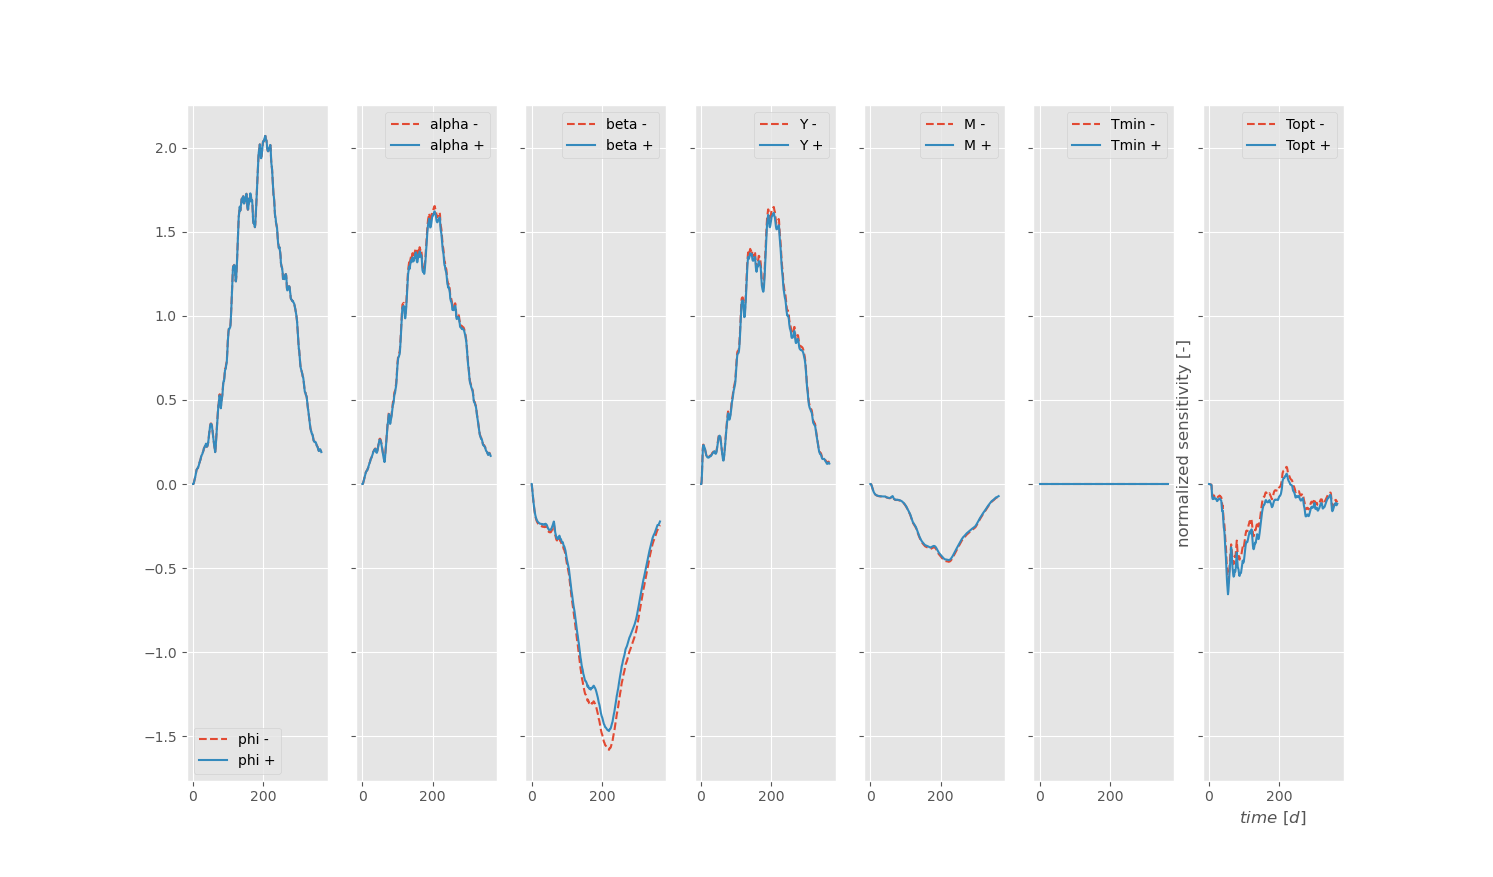 alpha -
alpha +
beta -
beta +
Y -
Y +
M -
M +
Tmin -
Tmin +
Topt -
Topt +
2.0
1.5
1.0
0.5
0.0
−0.5
−1.0
−1.5
normalized sensitivity [-]
phi -
phi +
0
200
0
200
0
200
0
200
0
200
0
200
0
200
time [d]